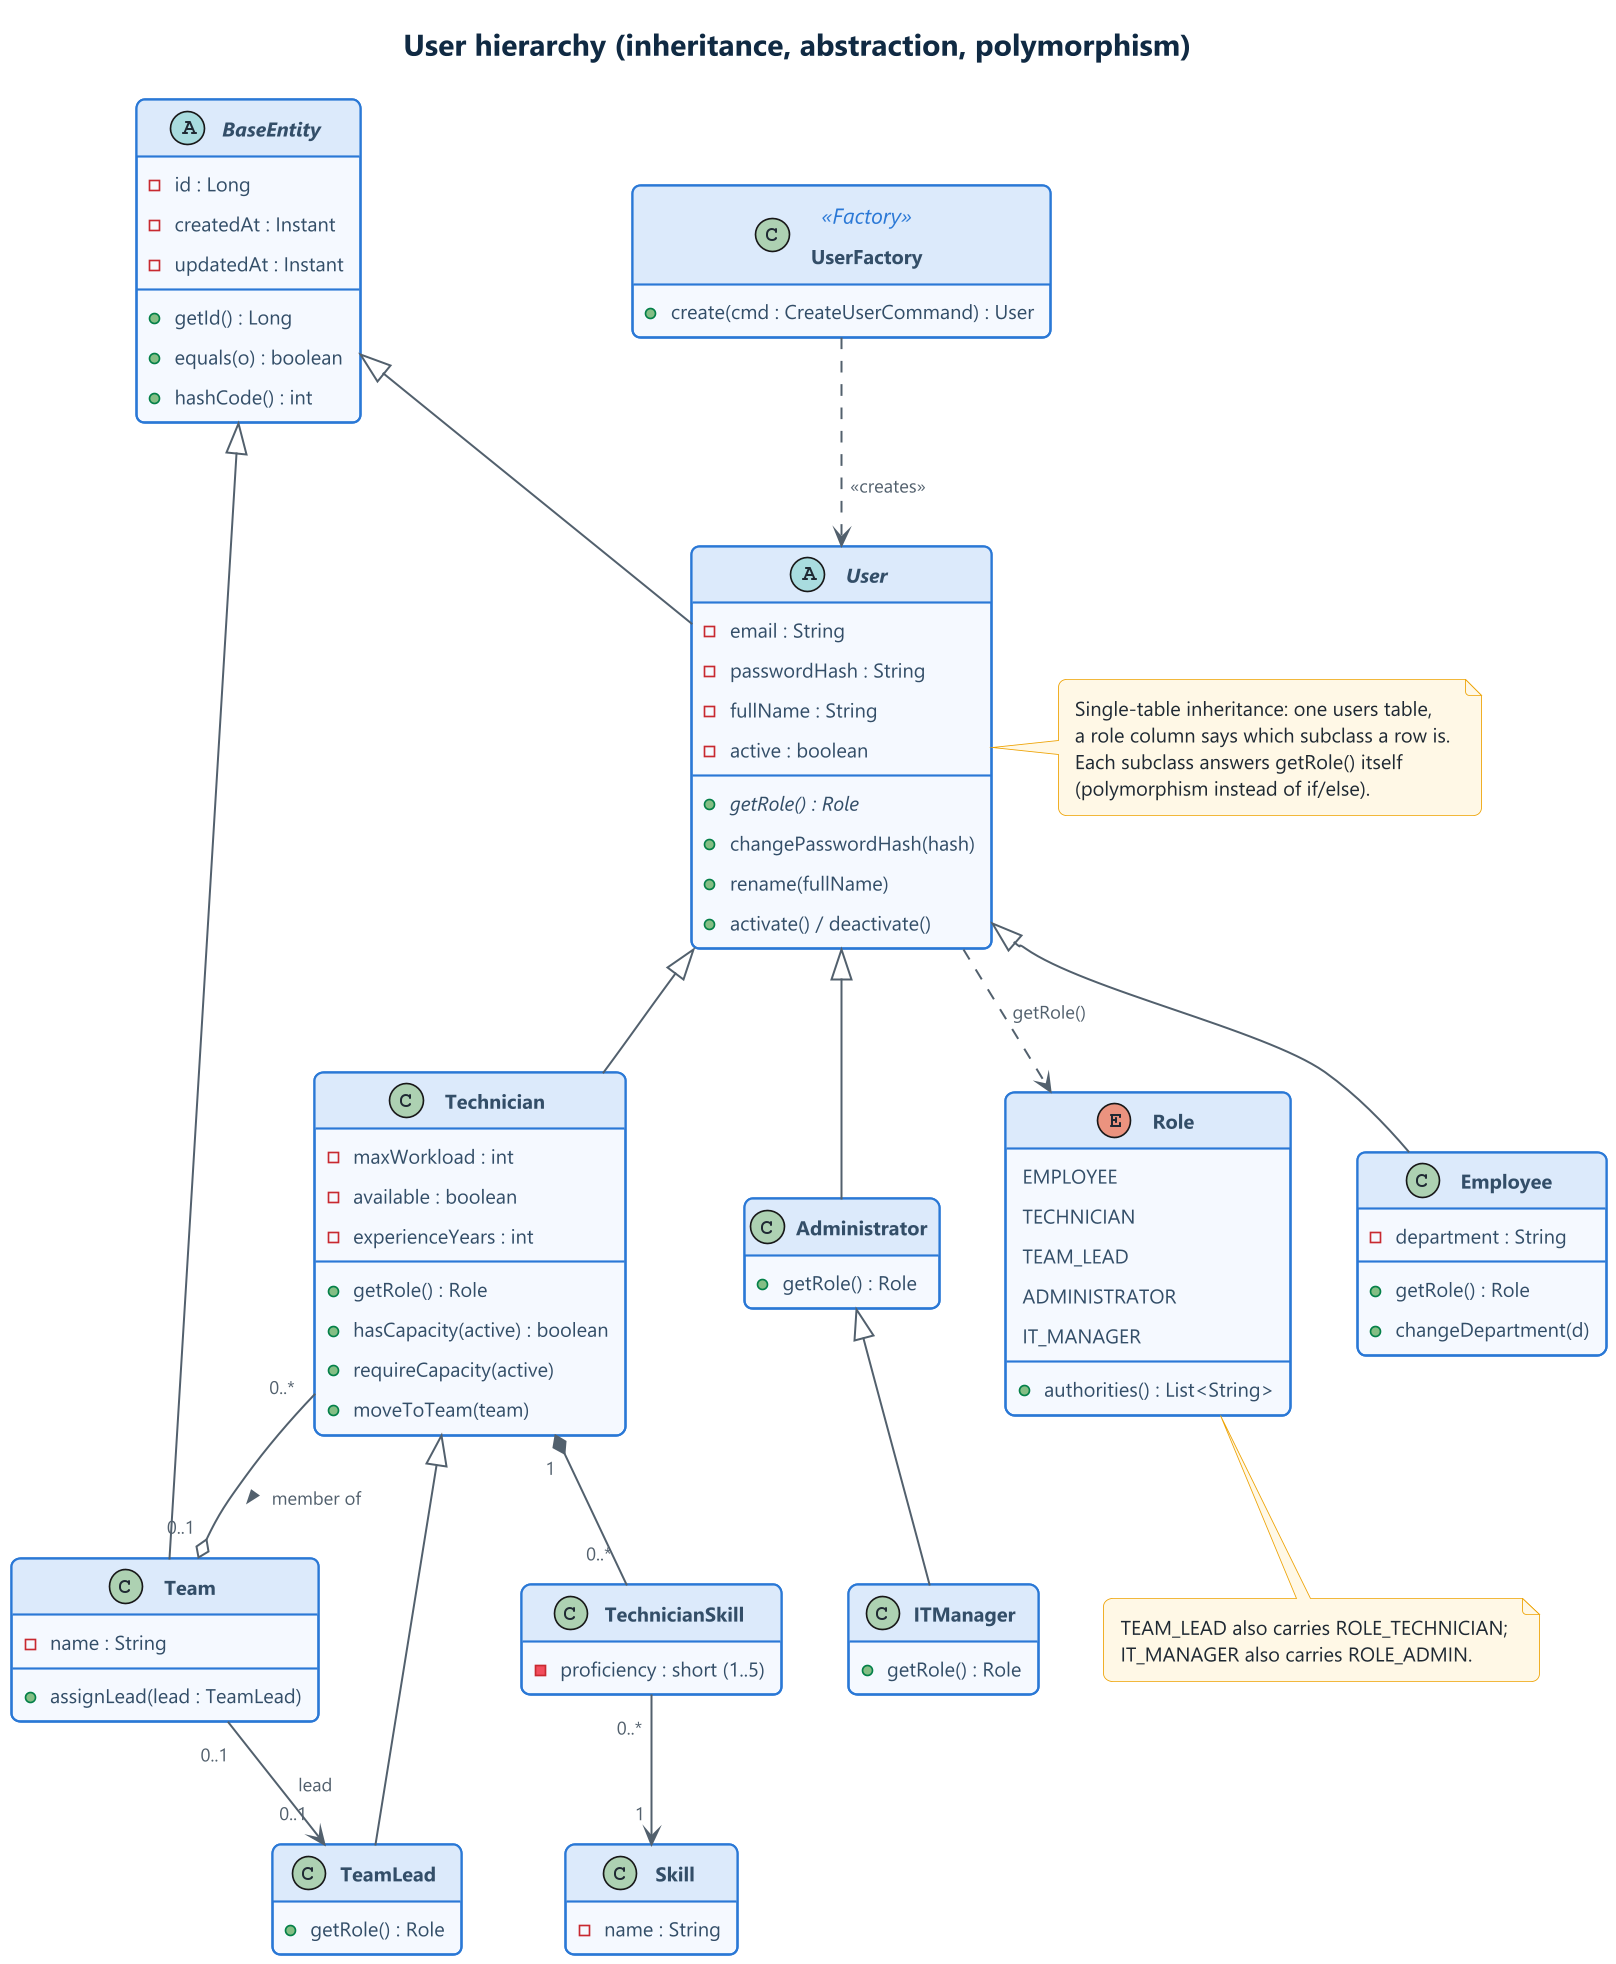 User hierarchy (inheritance, abstraction, polymorphism)
A BaseEntity
id : Long
createdAt : Instant
updatedAt : Instant
getId() : Long
equals(o) : boolean
hashCode() : int
«Factory»
C UserFactory
create(cmd : CreateUserCommand) : User
«creates»
A User
email : String
passwordHash : String
fullName : String
active : boolean
getRole() : Role
changePasswordHash(hash)
rename(fullName)
activate() / deactivate()
Single-table inheritance: one users table,
a role column says which subclass a row is.
Each subclass answers getRole() itself
(polymorphism instead of if/else).
getRole()
C Technician
maxWorkload : int
available : boolean
experienceYears : int
getRole() : Role
hasCapacity(active) : boolean
requireCapacity(active)
moveToTeam(team)
C Administrator
getRole() : Role
E Role
EMPLOYEE
TECHNICIAN
TEAM_LEAD
ADMINISTRATOR
IT_MANAGER
authorities() : List<String>
C Employee
department : String
getRole() : Role
changeDepartment(d)
0..*
member of
0..1
1
0..*
C Team
name : String
assignLead(lead : TeamLead)
C TechnicianSkill
proficiency : short (1..5)
C ITManager
getRole() : Role
TEAM_LEAD also carries ROLE_TECHNICIAN;
IT_MANAGER also carries ROLE_ADMIN.
0..1
lead
0..1
0..*
1
C TeamLead
getRole() : Role
C Skill
name : String